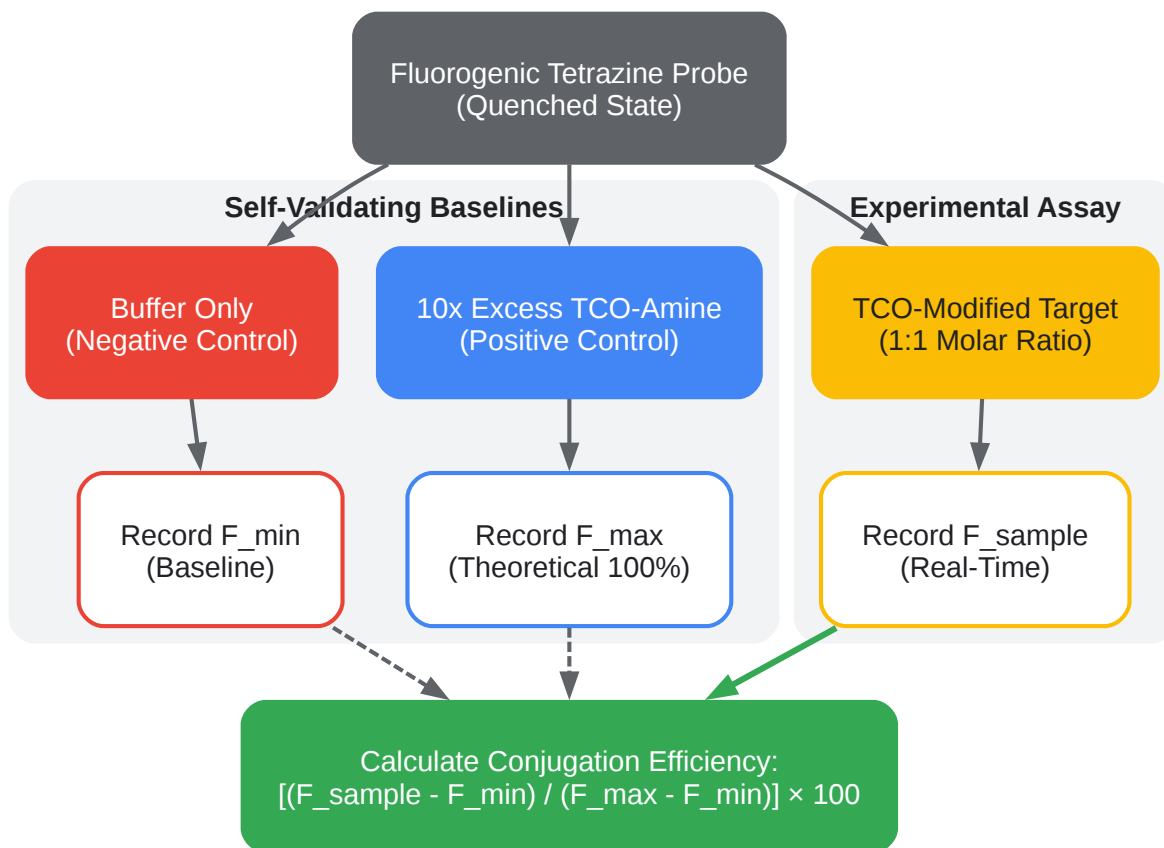 Fluorogenic Tetrazine Probe
(Quenched State)
Self-Validating Baselines
Experimental Assay
Buffer Only
(Negative Control)
10x Excess TCO-Amine
(Positive Control)
TCO-Modified Target
(1:1 Molar Ratio)
Record F_min
(Baseline)
Record F_max
(Theoretical 100%)
Record F_sample
(Real-Time)
Calculate Conjugation Efficiency:
[(F_sample - F_min) / (F_max - F_min)] × 100